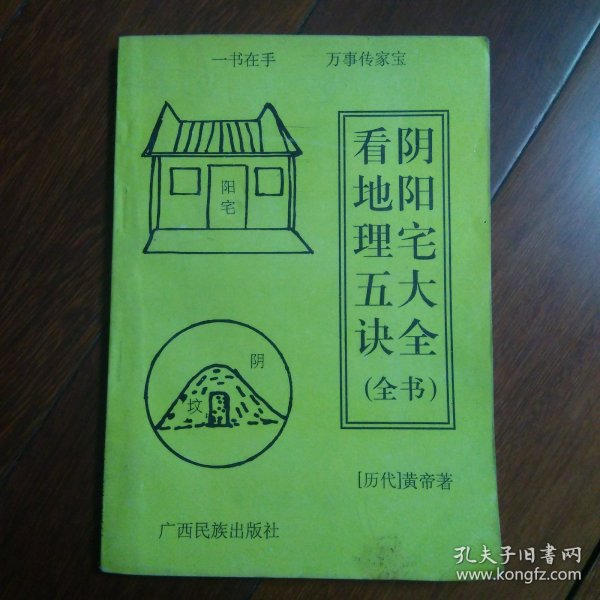 一书在手 万事传家宝
阴阳宅大全
看地理五诀
(全书)
阳宅
阴
坟
[历代]黄帝著
广西民族出版社
孔夫子旧书网
www.kongfz.com